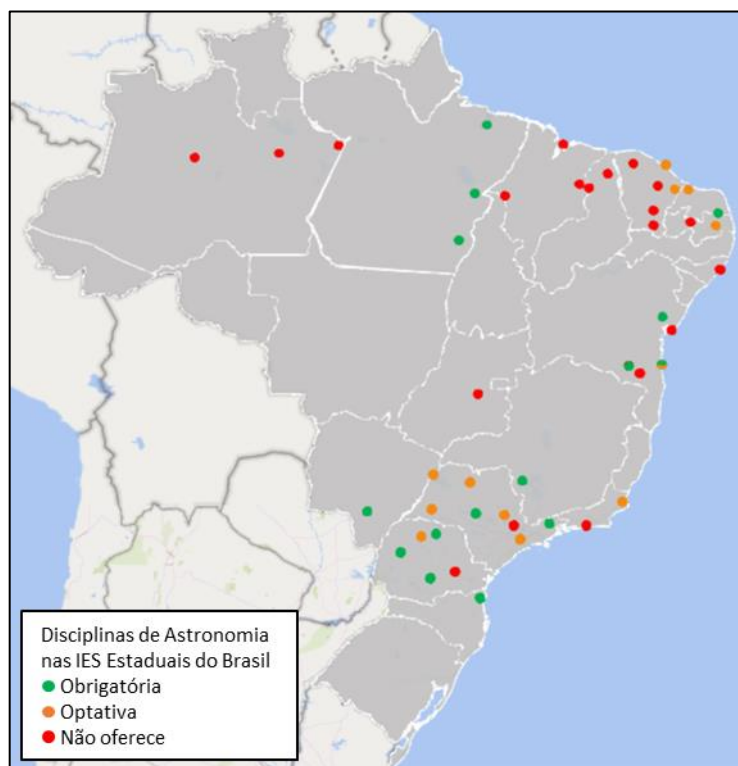 Disciplinas de Astronomia
nas IES Estaduais do Brasil
Obrigatória
Optativa
Não oferece